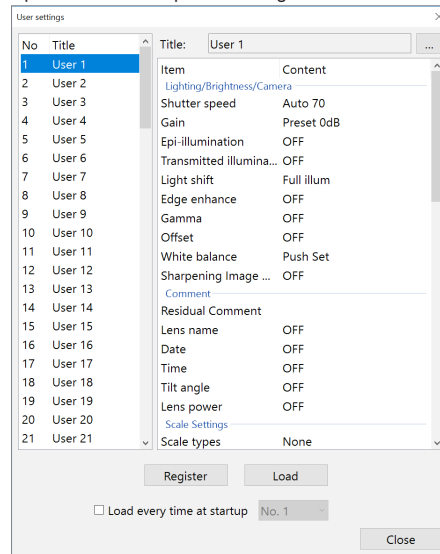 User settings
No Title
1 User 1
2 User 2
3 User 3
4 User 4
5 User 5
6 User 6
7 User 7
8 User 8
9 User 9
10 User 10
11 User 11
12 User 12
13 User 13
14 User 14
15 User 15
16 User 16
17 User 17
18 User 18
19 User 19
20 User 20
21 User 21
Title: User 1 ...
Item Content
Lighting/Brightness/Camera
Shutter speed Auto 70
Gain Preset 0dB
Epi-illumination OFF
Transmitted illumina... OFF
Light shift Full illum
Edge enhance OFF
Gamma OFF
Offset OFF
White balance Push Set
Sharpening Image ... OFF
Comment
Residual Comment
Lens name OFF
Date OFF
Time OFF
Tilt angle OFF
Lens power OFF
Scale Settings
Scale types None
Register Load
Load every time at startup No. 1
Close